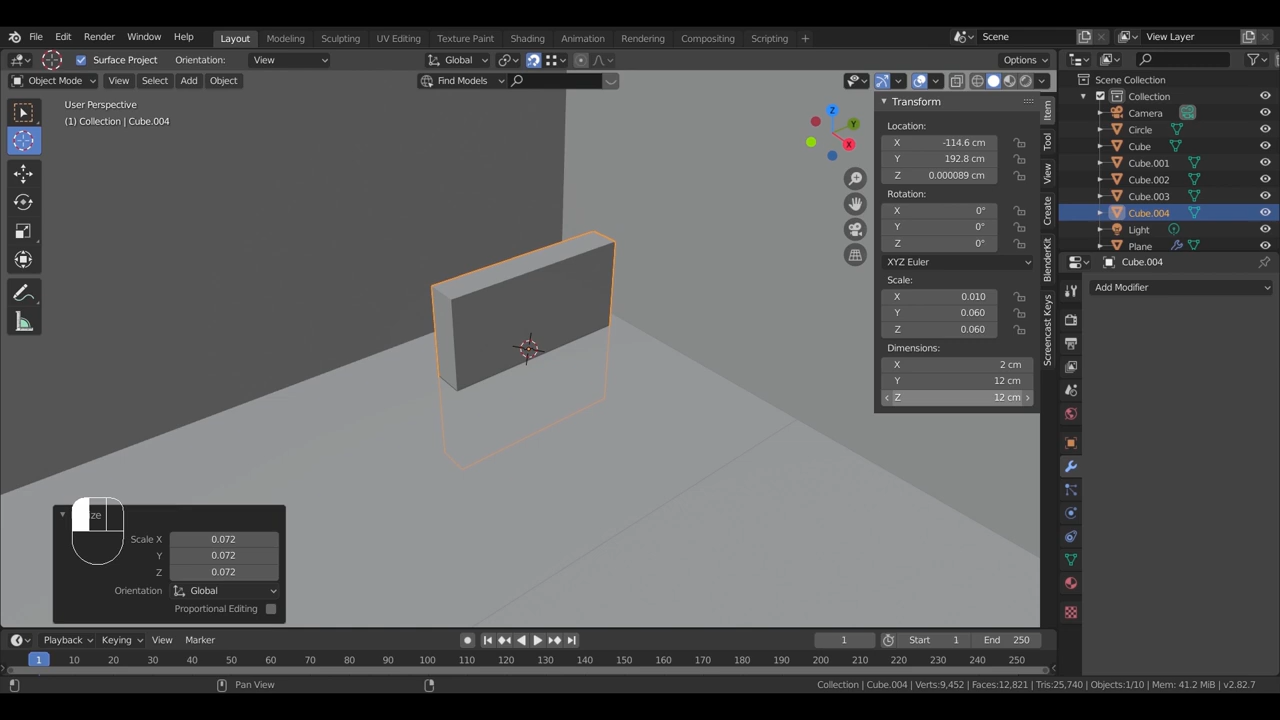 File Edit Render Window Help Layout Modeling Sculpting UV Editing Texture Paint Shading Animation Rendering Compositing Scripting + Scene View Layer
Surface Project Orientation: View Global Options
Object Mode View Select Add Object Find Models
User Perspective
(1) Collection | Cube.004
Z
Y
X
Transform
Location:
X -114.6 cm
Y 192.8 cm
Z 0.000089 cm
Rotation:
X 0°
Y 0°
Z 0°
XYZ Euler
Scale:
X 0.010
Y 0.060
Z 0.060
Dimensions:
X 2 cm
Y 12 cm
Z 12 cm
Item
Tool
View
Create
BlenderKit
Screencast Keys
Scene Collection
Collection
Camera
Circle
Cube
Cube.001
Cube.002
Cube.003
Cube.004
Light
Plane
Cube.004
Add Modifier
ze
Scale X 0.072
Y 0.072
Z 0.072
Orientation Global
Proportional Editing
Playback Keying View Marker 1 Start 1 End 250
1 10 20 30 40 50 60 70 80 90 100 110 120 130 140 150 160 170 180 190 200 210 220 230 240 250
Pan View Collection | Cube.004 | Verts:9,452 | Faces:12,821 | Tris:25,740 | Objects:1/10 | Mem: 41.2 MiB | v2.82.7